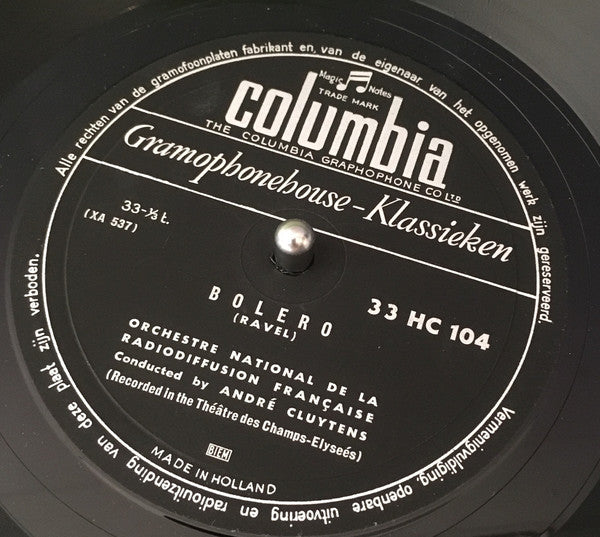 Alle rechten van de gramofoonplaten fabrikant en, van de eigenaar van het opgenomen werk zijn gereserveerd.
Magic Notes
TRADE MARK
columbia
THE COLUMBIA GRAPHOPHONE CO LTD
Gramophonehouse-Klassieken
33-⅓ t.
(XA 537)
BOLERO
(RAVEL)
33 HC 104
ORCHESTRE NATIONAL DE LA
RADIODIFFUSION FRANÇAISE
Conducted by ANDRÉ CLUYTENS
(Recorded in the Théâtre des Champs-Elyseés)
BIEM
MADE IN HOLLAND
Vermenigvuldiging, openbare uitvoering en radiouitzending van deze plaat zijn verboden.